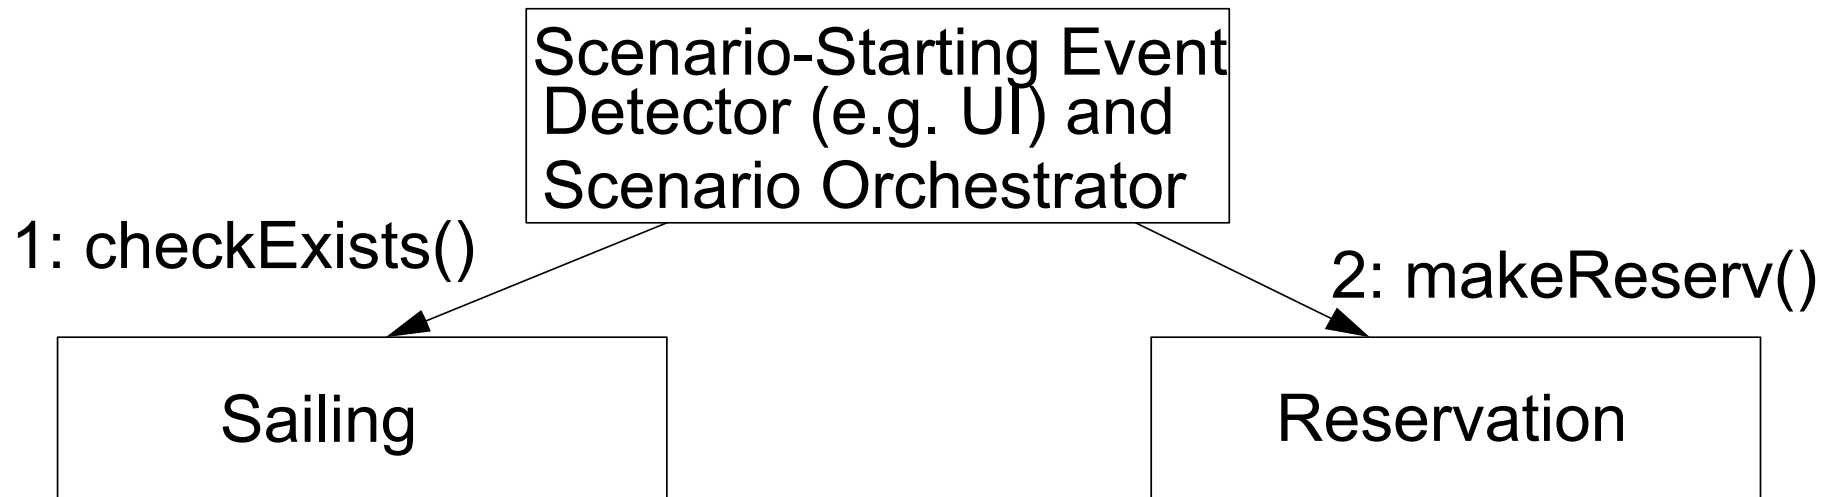 Scenario-Starting Event
Detector (e.g. UI) and
Scenario Orchestrator
1: checkExists()
2: makeReserv()
Sailing
Reservation